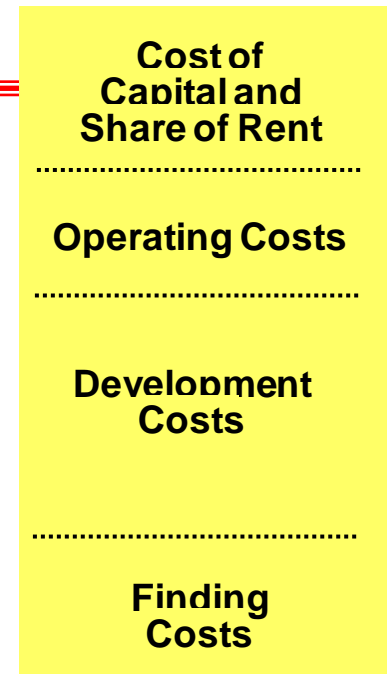 Cost of
Capital and
Share of Rent
Operating Costs
Development
Costs
Finding
Costs